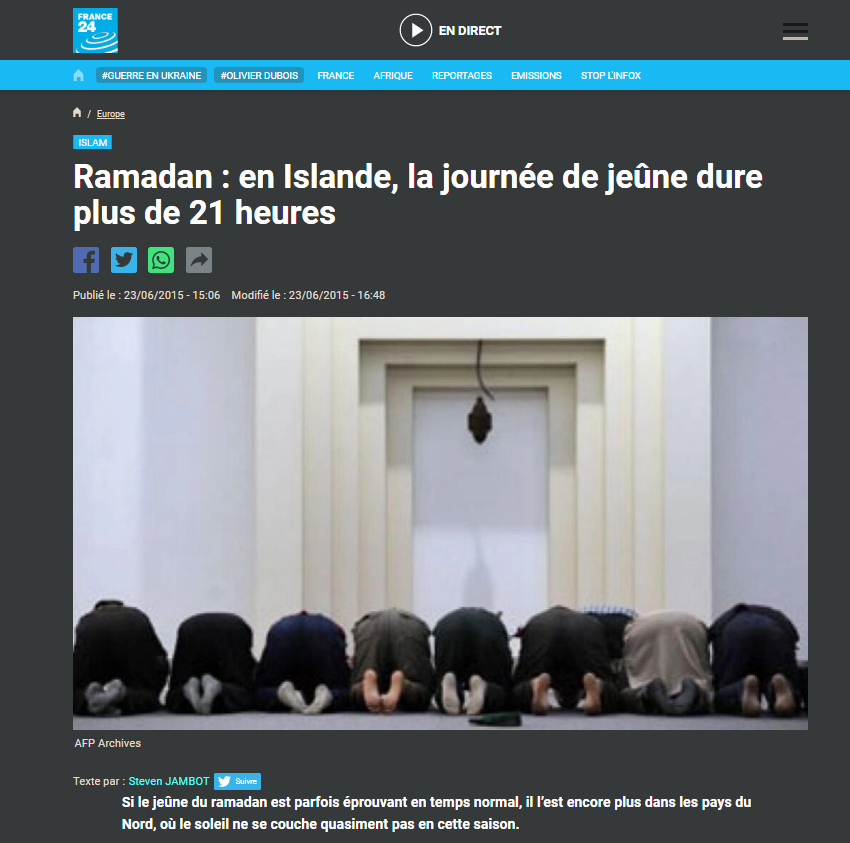 FRANCE
24
EN DIRECT
#GUERRE EN UKRAINE #OLIVIER DUBOIS FRANCE AFRIQUE REPORTAGES EMISSIONS STOP L'INFOX
/ Europe
ISLAM
Ramadan : en Islande, la journée de jeûne dure
plus de 21 heures
Publié le : 23/06/2015 - 15:06 Modifié le : 23/06/2015 - 16:48
AFP Archives
Texte par : Steven JAMBOT Suivre
Si le jeûne du ramadan est parfois éprouvant en temps normal, il l'est encore plus dans les pays du
Nord, où le soleil ne se couche quasiment pas en cette saison.